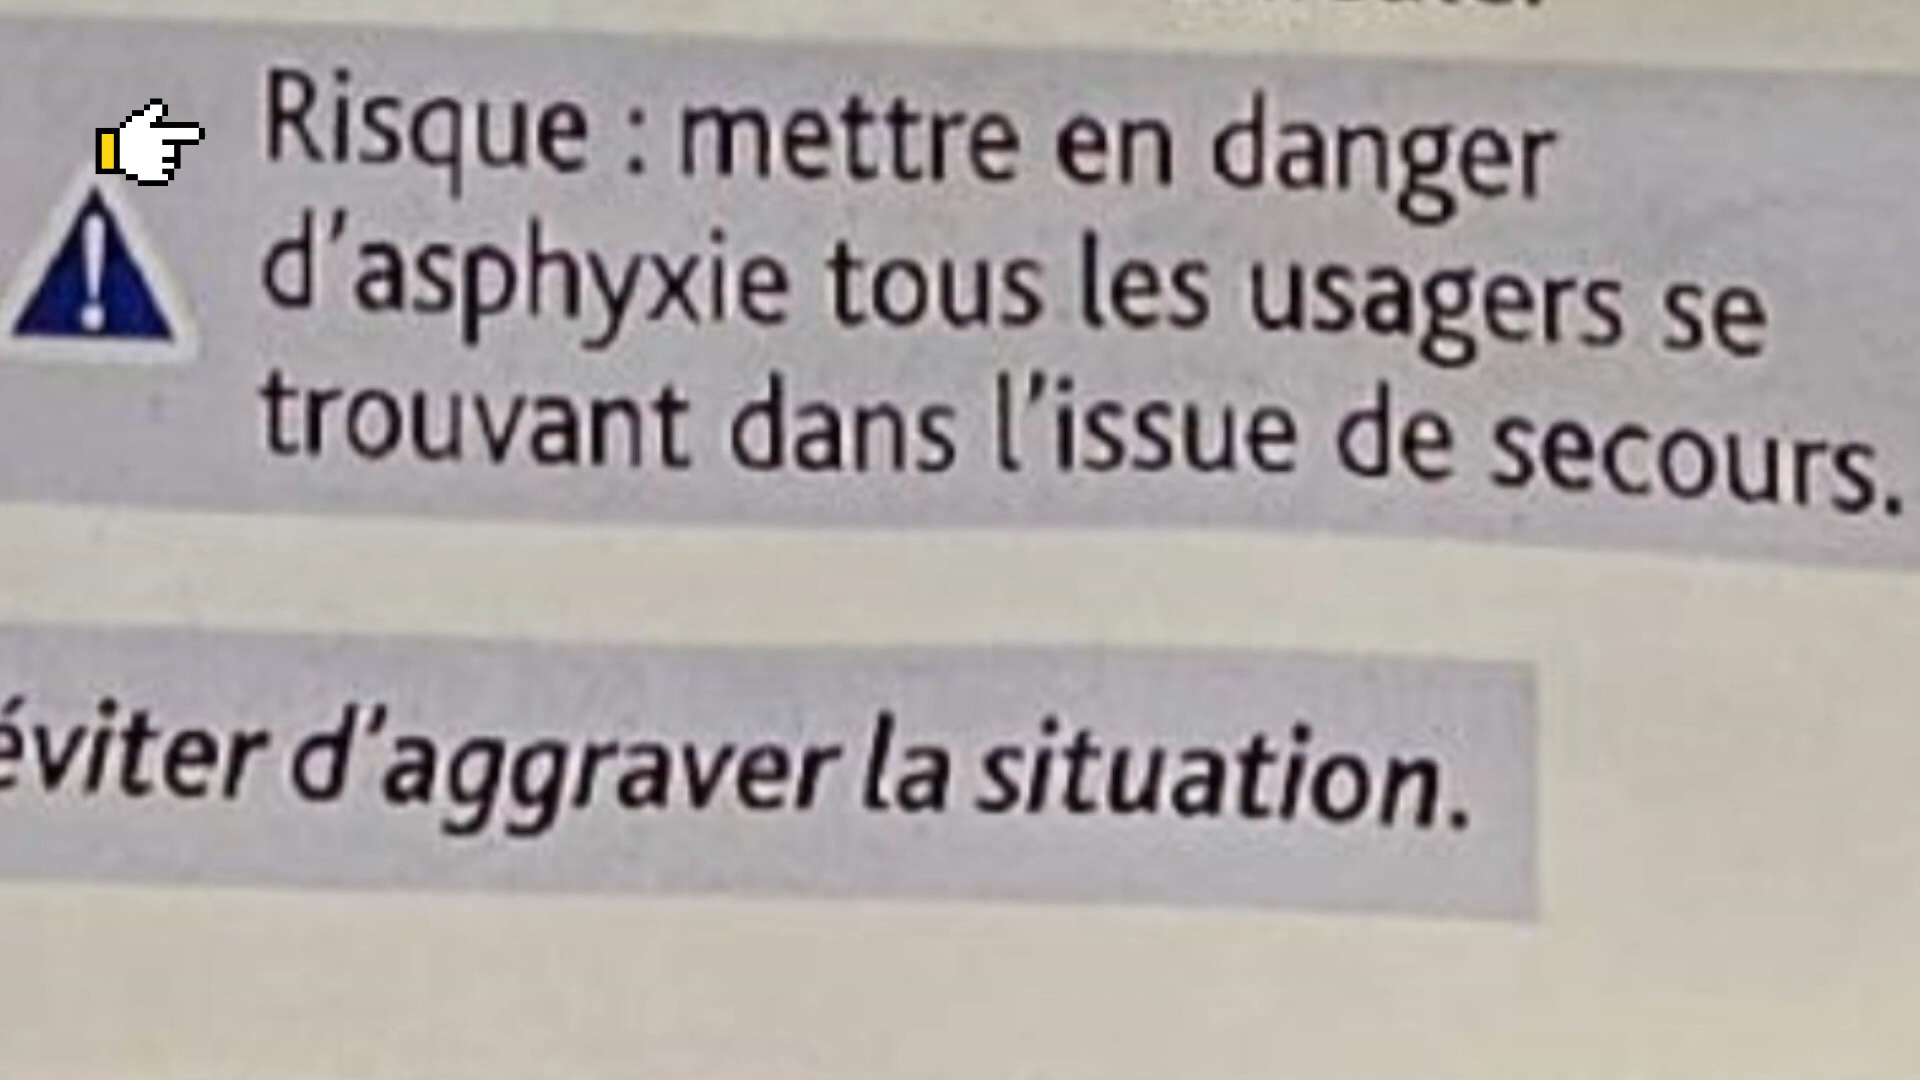 Risque : mettre en danger
d'asphyxie tous les usagers se
trouvant dans l'issue de secours.
éviter d'aggraver la situation.